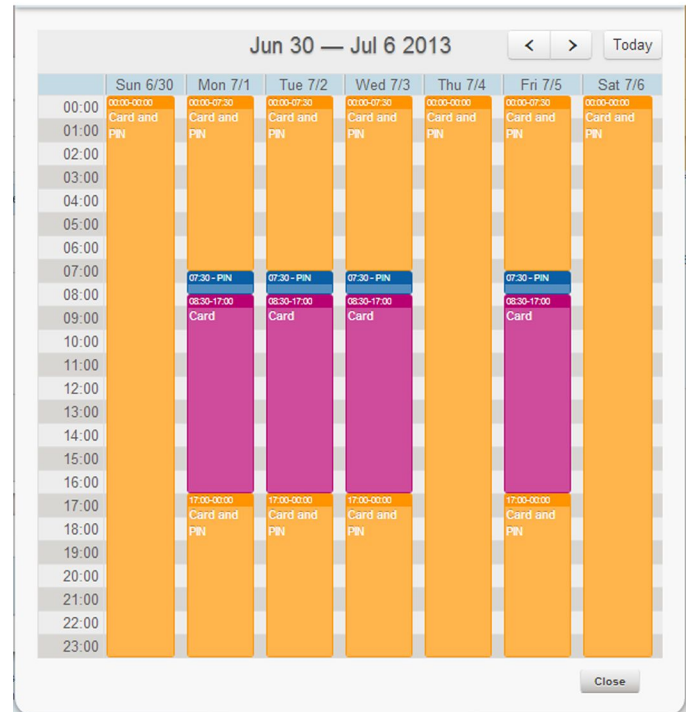 Jun 30 — Jul 6 2013
< > Today
Sun 6/30 Mon 7/1 Tue 7/2 Wed 7/3 Thu 7/4 Fri 7/5 Sat 7/6
00:00 00:00-00:00 00:00-07:30 00:00-07:30 00:00-07:30 00:00-00:00 00:00-07:30 00:00-00:00
Card and Card and Card and Card and Card and Card and Card and
01:00 PIN PIN PIN PIN PIN PIN PIN
02:00
03:00
04:00
05:00
06:00
07:00 07:30 - PIN 07:30 - PIN 07:30 - PIN 07:30 - PIN
08:00 08:30-17:00 08:30-17:00 08:30-17:00 08:30-17:00
09:00 Card Card Card Card
10:00
11:00
12:00
13:00
14:00
15:00
16:00
17:00 17:00-00:00 17:00-00:00 17:00-00:00 17:00-00:00
Card and Card and Card and Card and
18:00 PIN PIN PIN PIN
19:00
20:00
21:00
22:00
23:00
Close